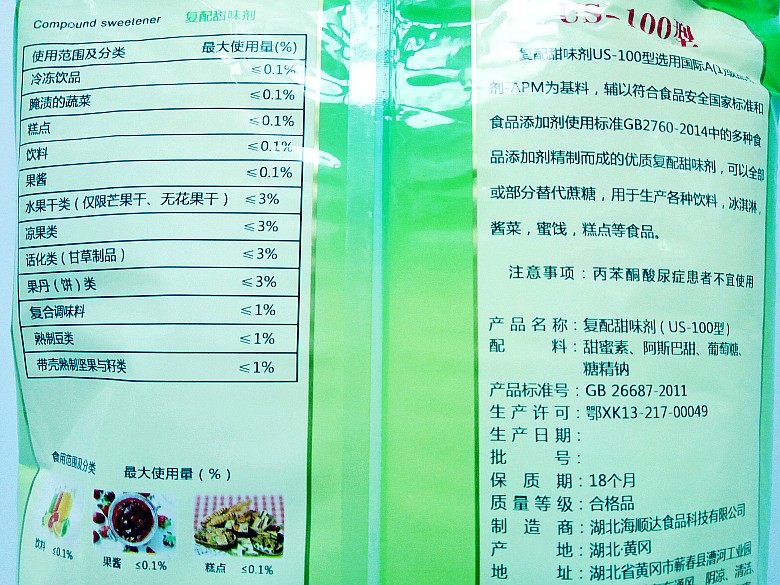 Compound sweetener 复配甜味剂
使用范围及分类 最大使用量(%)
冷冻饮品 ≤0.1%
腌渍的蔬菜 ≤0.1%
糕点 ≤0.1%
饮料 ≤0.1%
果酱 ≤0.1%
水果干类（仅限芒果干、无花果干） ≤3%
凉果类 ≤3%
话化类（甘草制品） ≤3%
果丹（饼）类 ≤3%
复合调味料 ≤1%
熟制豆类 ≤1%
带壳熟制坚果与籽类 ≤1%
食用范围及分类 最大使用量（%）
饮料 ≤0.1%
果酱 ≤0.1%
糕点 ≤0.1%
US-100型
复配甜味剂US-100型选用国际
剂-APM为基料，辅以符合食品安全国家标准和
食品添加剂使用标准GB2760-2014中的多种食
品添加剂精制而成的优质复配甜味剂，可以全部
或部分替代蔗糖，用于生产各种饮料，冰淇淋，
酱菜，蜜饯，糕点等食品。
注意事项：丙苯酮酸尿症患者不宜使用
产品名称：复配甜味剂（US-100型）
配 料：甜蜜素、阿斯巴甜、葡萄糖、
糖精钠
产品标准号：GB 26687-2011
生产许可：鄂XK13-217-00049
生产日期：
批 号：
保 质 期：18个月
质量等级：合格品
制 造 商：湖北海顺达食品科技有限公司
产 地：湖北·黄冈
地 址：湖北省黄冈市蕲春县漕河工业园
阴凉、清洁、